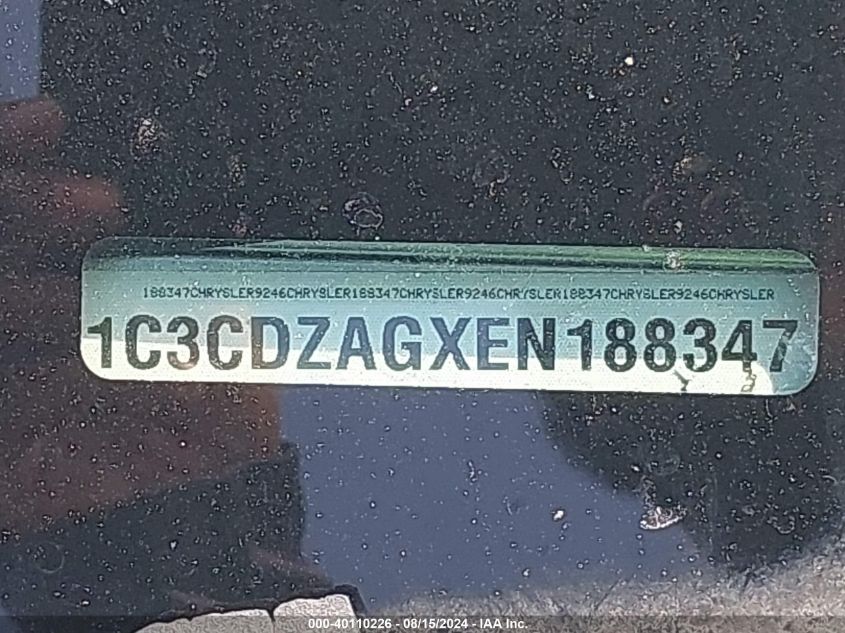 188347CHRYSLER9246CHRYSLER188347CHRYSLER9246CHRYSLER188347CHRYSLER9246CHRYSLER
1C3CDZAGXEN188347
000-40110226 - 08/15/2024 - IAA Inc.